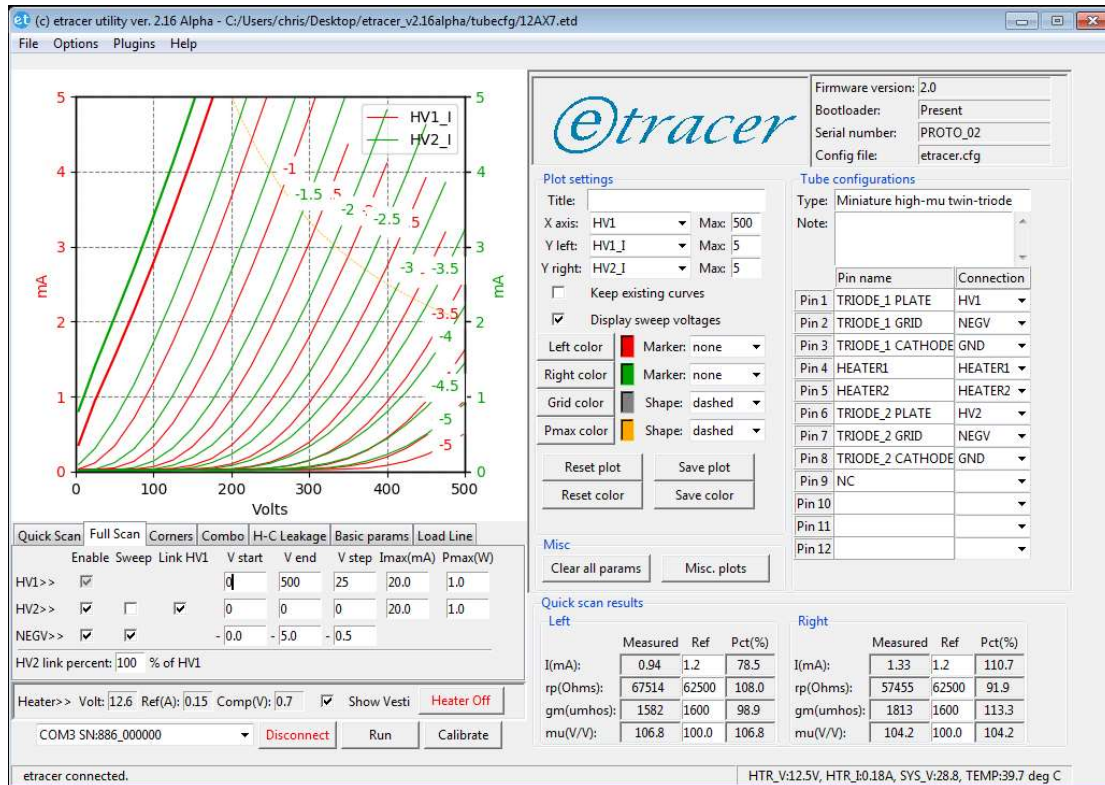 (c) etracer utility ver. 2.16 Alpha - C:/Users/chris/Desktop/etracer_v2.16alpha/tubecfg/12AX7.etd
File Options Plugins Help
5 5
HV1_I
HV2_I
4 4
-1
-1.5
-2
-2.5
3 3
-3 -3.5
mA mA
2 2
-3.5
-4
-4.5
1 1
-5
-5
0 0
0 100 200 300 400 500
Volts
etracer
Firmware version: 2.0
Bootloader: Present
Serial number: PROTO_02
Config file: etracer.cfg
Plot settings
Title:
X axis: HV1 Max: 500
Y left: HV1_I Max: 5
Y right: HV2_I Max: 5
Keep existing curves
Display sweep voltages
Left color Marker: none
Right color Marker: none
Grid color Shape: dashed
Pmax color Shape: dashed
Reset plot Save plot
Reset color Save color
Misc
Clear all params Misc. plots
Tube configurations
Type: Miniature high-mu twin-triode
Note:
Pin name Connection
Pin 1 TRIODE_1 PLATE HV1
Pin 2 TRIODE_1 GRID NEGV
Pin 3 TRIODE_1 CATHODE GND
Pin 4 HEATER1 HEATER1
Pin 5 HEATER2 HEATER2
Pin 6 TRIODE_2 PLATE HV2
Pin 7 TRIODE_2 GRID NEGV
Pin 8 TRIODE_2 CATHODE GND
Pin 9 NC
Pin 10
Pin 11
Pin 12
Quick Scan Full Scan Corners Combo H-C Leakage Basic params Load Line
Enable Sweep Link HV1 V start V end V step Imax(mA) Pmax(W)
HV1>> 0 500 25 20.0 1.0
HV2>> 0 0 0 20.0 1.0
NEGV>> - 0.0 - 5.0 - 0.5
HV2 link percent: 100 % of HV1
Heater>> Volt: 12.6 Ref(A): 0.15 Comp(V): 0.7 Show Vesti Heater Off
COM3 SN:886_000000 Disconnect Run Calibrate
Quick scan results
Left
Measured Ref Pct(%)
I(mA): 0.94 1.2 78.5
rp(Ohms): 67514 62500 108.0
gm(umhos): 1582 1600 98.9
mu(V/V): 106.8 100.0 106.8
Right
Measured Ref Pct(%)
I(mA): 1.33 1.2 110.7
rp(Ohms): 57455 62500 91.9
gm(umhos): 1813 1600 113.3
mu(V/V): 104.2 100.0 104.2
etracer connected.
HTR_V:12.5V, HTR_I:0.18A, SYS_V:28.8, TEMP:39.7 deg C